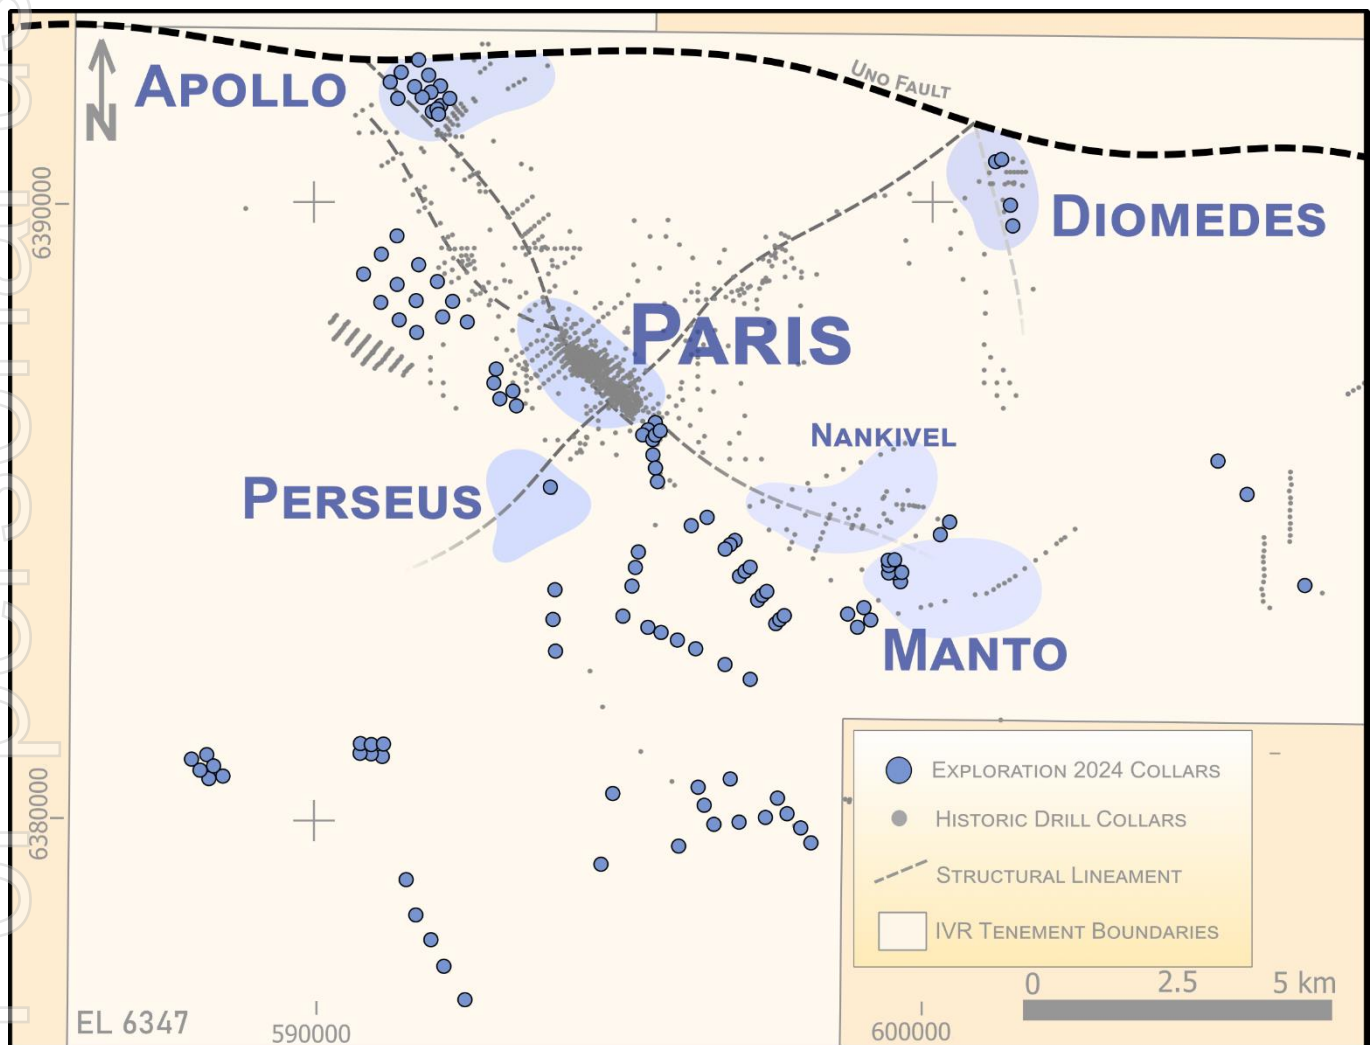 UNO FAULT
APOLLO
N
DIOMEDES
6390000
PARIS
NANKIVEL
PERSEUS
MANTO
6380000
EXPLORATION 2024 COLLARS
HISTORIC DRILL COLLARS
STRUCTURAL LINEAMENT
IVR TENEMENT BOUNDARIES
0 2.5 5 km
EL 6347
590000
600000